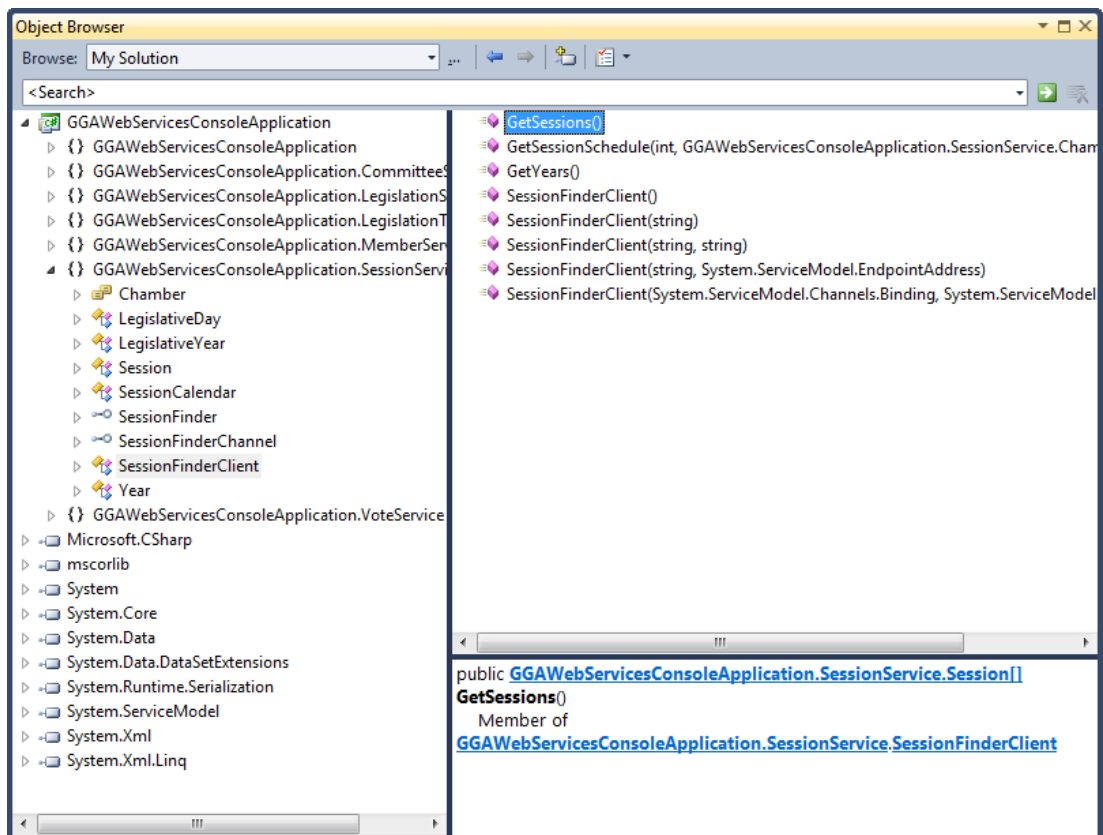 Object Browser
Browse: My Solution
...
<Search>
GGAWebServicesConsoleApplication
{} GGAWebServicesConsoleApplication
{} GGAWebServicesConsoleApplication.CommitteeS
{} GGAWebServicesConsoleApplication.LegislationS
{} GGAWebServicesConsoleApplication.LegislationT
{} GGAWebServicesConsoleApplication.MemberServ
{} GGAWebServicesConsoleApplication.SessionServi
Chamber
LegislativeDay
LegislativeYear
Session
SessionCalendar
SessionFinder
SessionFinderChannel
SessionFinderClient
Year
{} GGAWebServicesConsoleApplication.VoteService
Microsoft.CSharp
mscorlib
System
System.Core
System.Data
System.Data.DataSetExtensions
System.Runtime.Serialization
System.ServiceModel
System.Xml
System.Xml.Linq
GetSessions()
GetSessionSchedule(int, GGAWebServicesConsoleApplication.SessionService.Cham
GetYears()
SessionFinderClient()
SessionFinderClient(string)
SessionFinderClient(string, string)
SessionFinderClient(string, System.ServiceModel.EndpointAddress)
SessionFinderClient(System.ServiceModel.Channels.Binding, System.ServiceModel
public GGAWebServicesConsoleApplication.SessionService.Session[]
GetSessions()
Member of
GGAWebServicesConsoleApplication.SessionService.SessionFinderClient